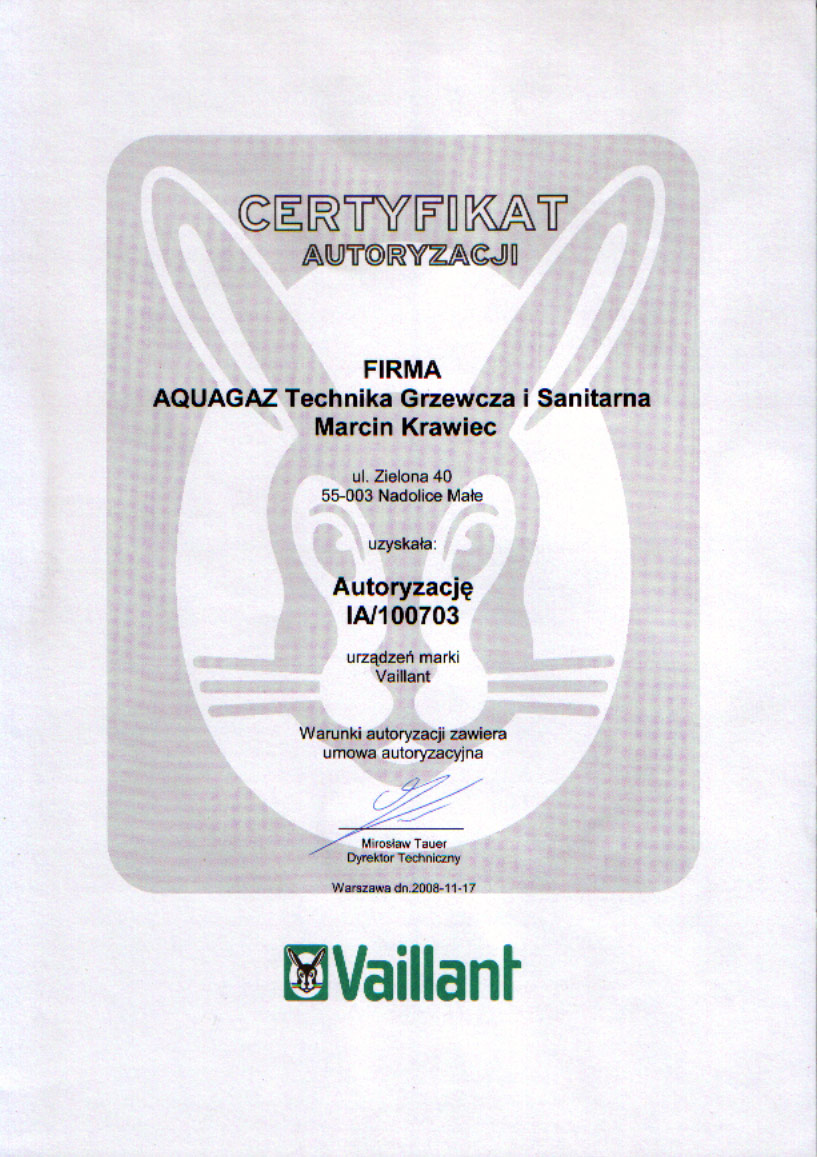 CERTYFIKAT
AUTORYZACJI
FIRMA
AQUAGAZ Technika Grzewcza i Sanitarna
Marcin Krawiec
ul. Zielona 40
55-003 Nadolice Małe
uzyskała:
Autoryzację
IA/100703
urządzeń marki
Vaillant
Warunki autoryzacji zawiera
umowa autoryzacyjna
Mirosław Tauer
Dyrektor Techniczny
Warszawa dn.2008-11-17
Vaillant